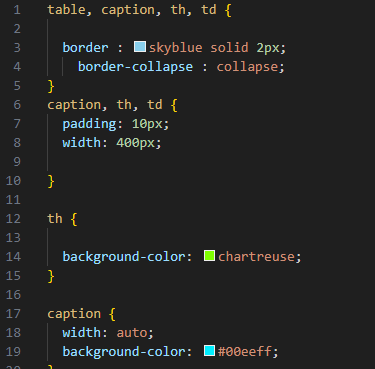 1 table, caption, th, td {
2
3 border : skyblue solid 2px;
4 border-collapse : collapse;
5 }
6 caption, th, td {
7 padding: 10px;
8 width: 400px;
9
10 }
11
12 th {
13
14 background-color: chartreuse;
15 }
16
17 caption {
18 width: auto;
19 background-color: #00eeff;